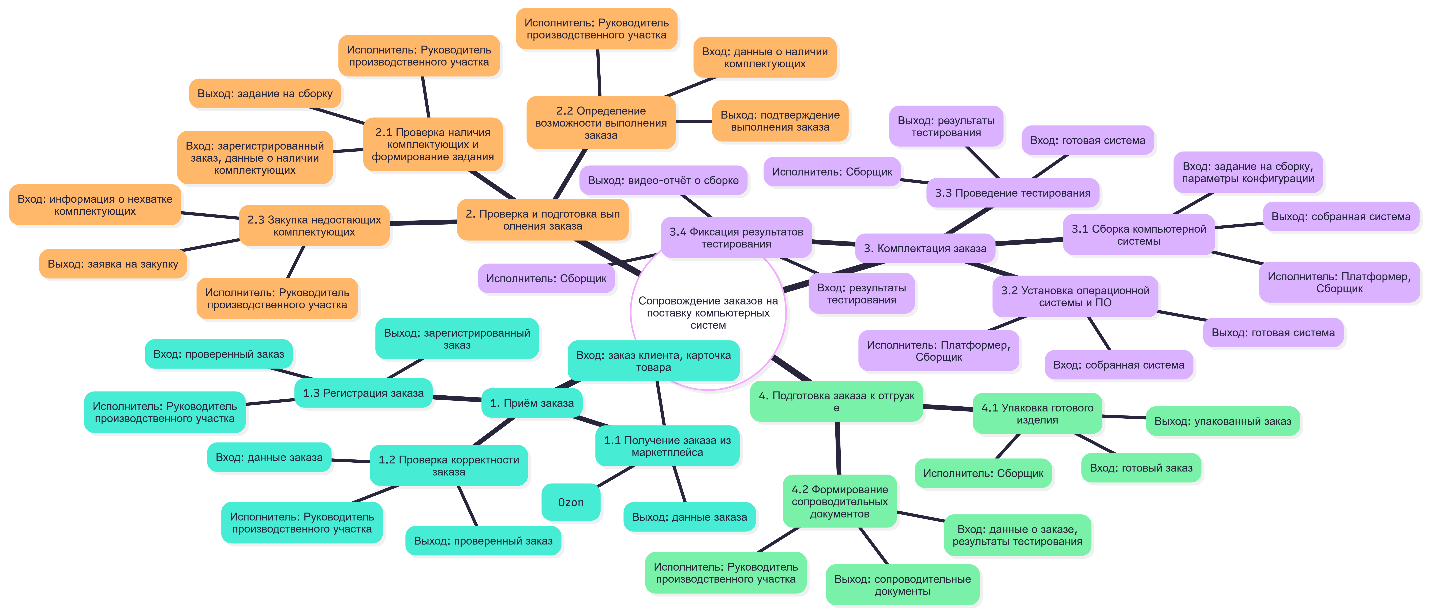 Исполнитель: Руководитель
производственного участка
Исполнитель: Руководитель
производственного участка
Вход: данные о наличии
комплектующих
Выход: задание на сборку
2.2 Определение
возможности выполнения
заказа
Выход: подтверждение
выполнения заказа
2.1 Проверка наличия
комплектующих и
формирование задания
Вход: зарегистрированный
заказ, данные о наличии
комплектующих
Вход: информация о нехватке
комплектующих
2.3 Закупка недостающих
комплектующих
2. Проверка и подготовка вып
олнения заказа
Выход: заявка на закупку
Исполнитель: Руководитель
производственного участка
Выход: результаты
тестирования
Вход: готовая система
Исполнитель: Сборщик
Выход: видео-отчёт о сборке
3.3 Проведение тестирования
Вход: задание на сборку,
параметры конфигурации
Выход: собранная система
3.4 Фиксация результатов
тестирования
3. Комплектация заказа
3.1 Сборка компьютерной
системы
Исполнитель: Сборщик
Вход: результаты
тестирования
3.2 Установка операционной
системы и ПО
Исполнитель: Платформер,
Сборщик
Выход: готовая система
Исполнитель: Платформер,
Сборщик
Вход: собранная система
Сопровождение заказов на
поставку компьютерных
систем
Выход: зарегистрированный
заказ
Вход: проверенный заказ
Вход: заказ клиента, карточка
товара
1.3 Регистрация заказа
1. Приём заказа
Исполнитель: Руководитель
производственного участка
1.1 Получение заказа из
маркетплейса
Вход: данные заказа
1.2 Проверка корректности
заказа
Ozon
Выход: данные заказа
Исполнитель: Руководитель
производственного участка
Выход: проверенный заказ
4. Подготовка заказа к отгрузк
е
4.1 Упаковка готового
изделия
Выход: упакованный заказ
Исполнитель: Сборщик
Вход: готовый заказ
4.2 Формирование
сопроводительных
документов
Вход: данные о заказе,
результаты тестирования
Исполнитель: Руководитель
производственного участка
Выход: сопроводительные
документы